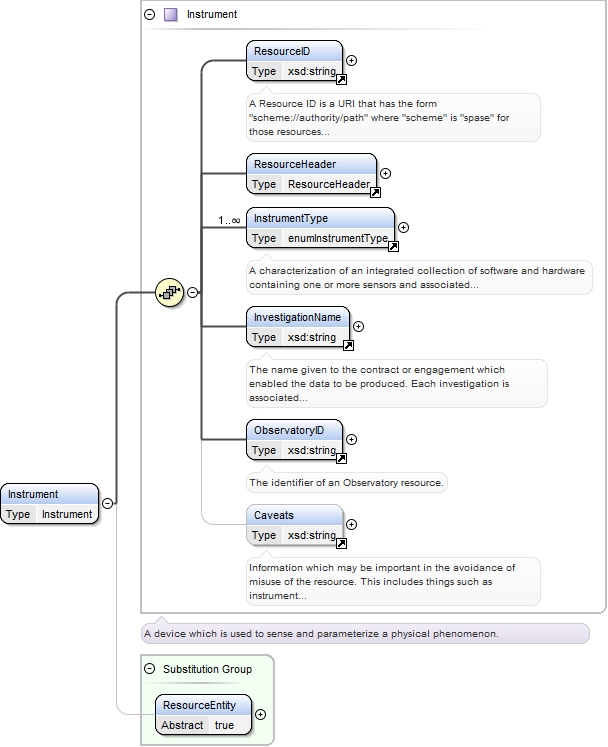 Instrument
ResourceID
Type xsd:string
A Resource ID is a URI that has the form
"scheme://authority/path" where "scheme" is "spase" for
those resources...
ResourceHeader
Type ResourceHeader
1..∞
InstrumentType
Type enumInstrumentType
A characterization of an integrated collection of software and hardware
containing one or more sensors and associated...
InvestigationName
Type xsd:string
The name given to the contract or engagement which
enabled the data to be produced. Each investigation is
associated...
ObservatoryID
Type xsd:string
The identifier of an Observatory resource.
Instrument
Type Instrument
Caveats
Type xsd:string
Information which may be important in the avoidance of
misuse of the resource. This includes things such as
instrument...
A device which is used to sense and parameterize a physical phenomenon.
Substitution Group
ResourceEntity
Abstract true